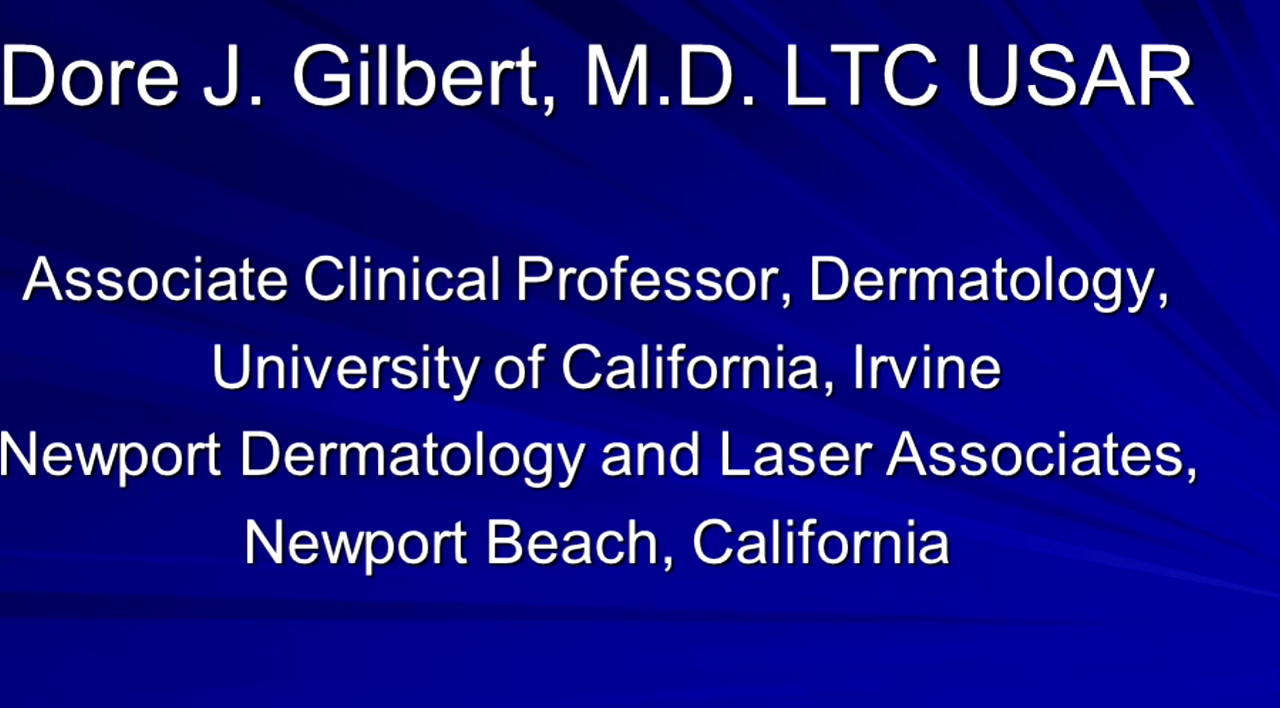 Dore J. Gilbert, M.D. LTC USAR
Associate Clinical Professor, Dermatology,
University of California, Irvine
Newport Dermatology and Laser Associates,
Newport Beach, California